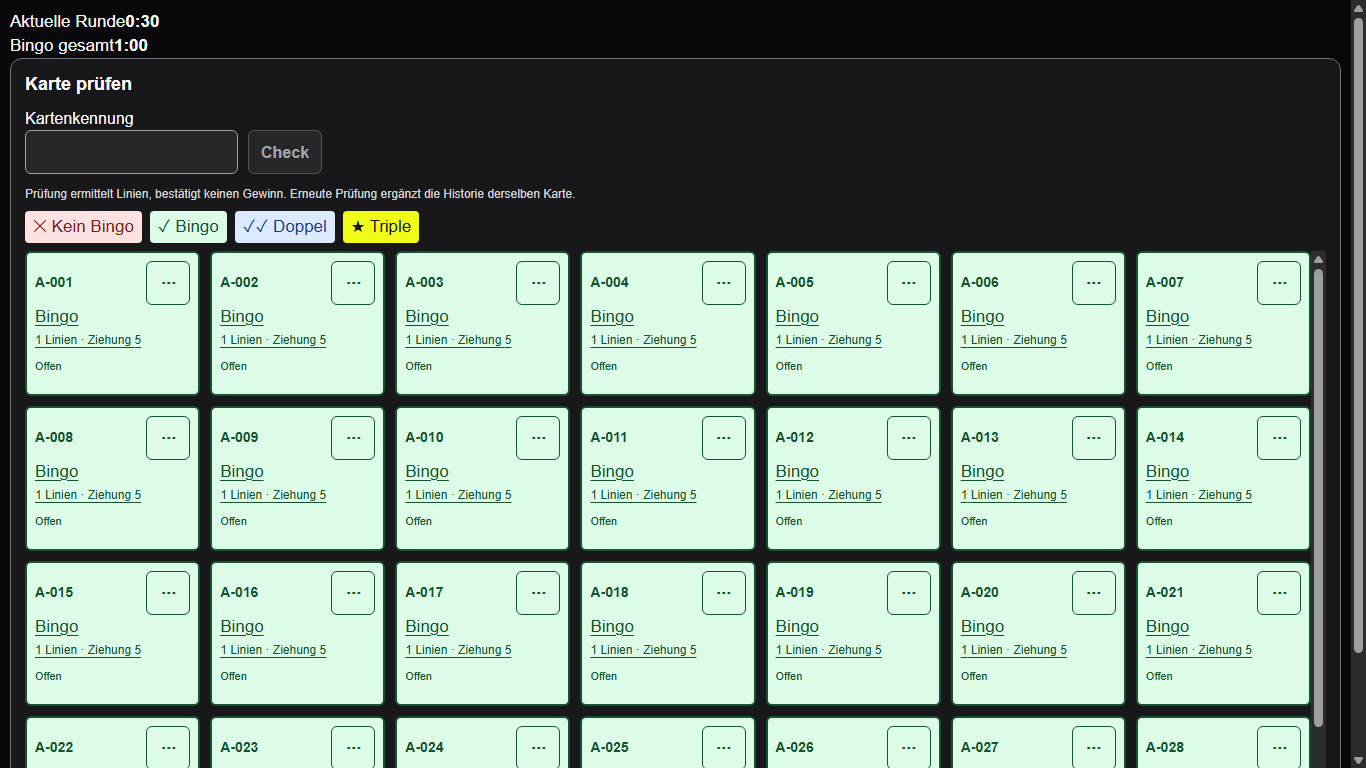 Aktuelle Runde0:30
Bingo gesamt1:00
Karte prüfen
Kartenkennung
Check
Prüfung ermittelt Linien, bestätigt keinen Gewinn. Erneute Prüfung ergänzt die Historie derselben Karte.
✕ Kein Bingo ✓ Bingo ✓✓ Doppel ★ Triple
A-001 --- A-002 --- A-003 --- A-004 --- A-005 --- A-006 --- A-007 ---
Bingo Bingo Bingo Bingo Bingo Bingo Bingo
1 Linien · Ziehung 5 1 Linien · Ziehung 5 1 Linien · Ziehung 5 1 Linien · Ziehung 5 1 Linien · Ziehung 5 1 Linien · Ziehung 5 1 Linien · Ziehung 5
Offen Offen Offen Offen Offen Offen Offen
A-008 --- A-009 --- A-010 --- A-011 --- A-012 --- A-013 --- A-014 ---
Bingo Bingo Bingo Bingo Bingo Bingo Bingo
1 Linien · Ziehung 5 1 Linien · Ziehung 5 1 Linien · Ziehung 5 1 Linien · Ziehung 5 1 Linien · Ziehung 5 1 Linien · Ziehung 5 1 Linien · Ziehung 5
Offen Offen Offen Offen Offen Offen Offen
A-015 --- A-016 --- A-017 --- A-018 --- A-019 --- A-020 --- A-021 ---
Bingo Bingo Bingo Bingo Bingo Bingo Bingo
1 Linien · Ziehung 5 1 Linien · Ziehung 5 1 Linien · Ziehung 5 1 Linien · Ziehung 5 1 Linien · Ziehung 5 1 Linien · Ziehung 5 1 Linien · Ziehung 5
Offen Offen Offen Offen Offen Offen Offen
A-022 --- A-023 --- A-024 --- A-025 --- A-026 --- A-027 --- A-028 ---